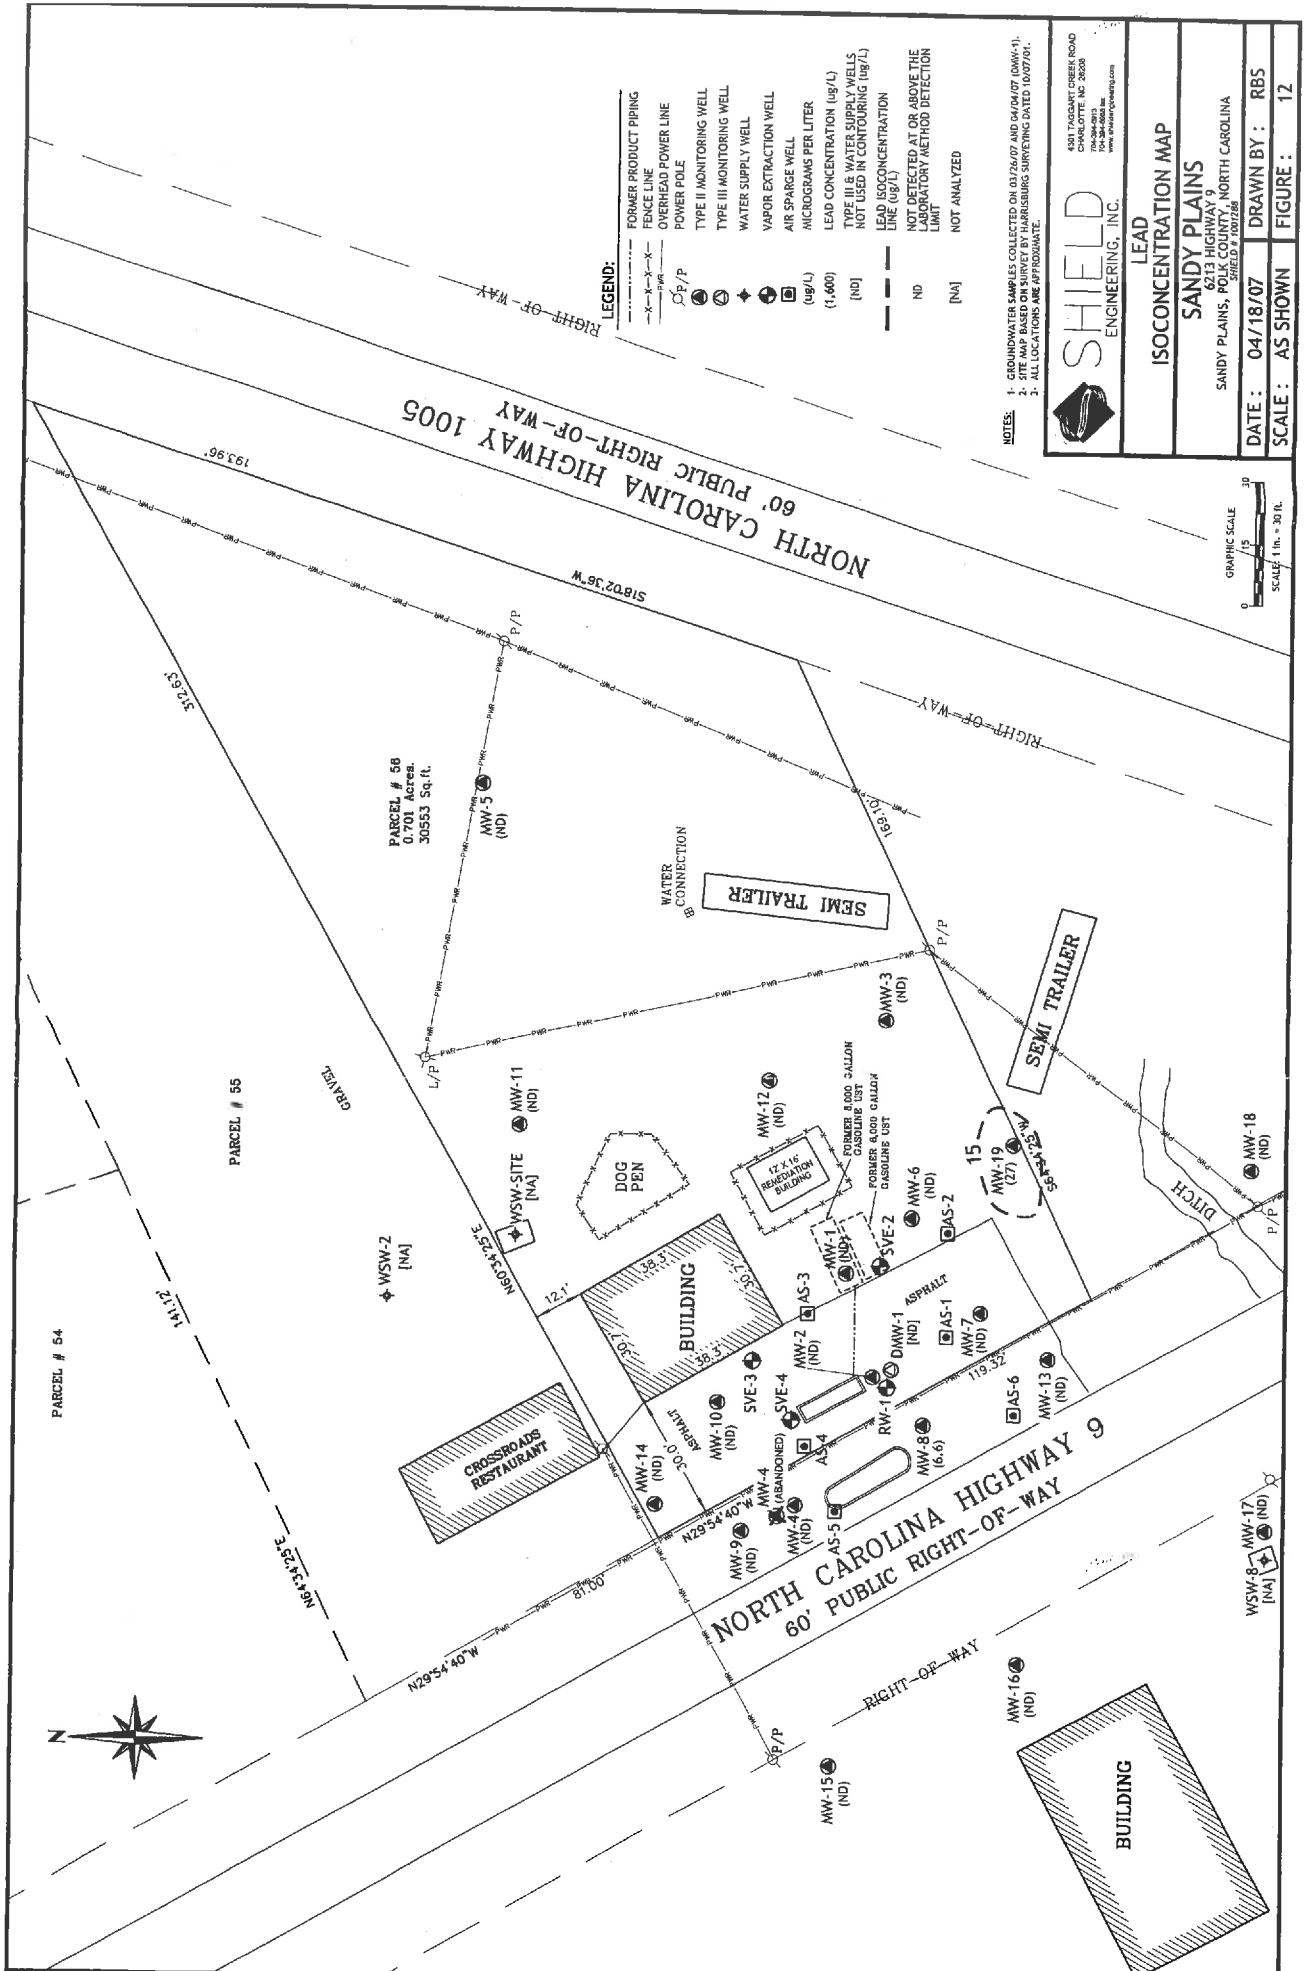 PARCEL # 54
141.12'
PARCEL # 55
GRAVEL
N64°34'25"E
312.63'
193.96'
PARCEL # 56
0.701 Acres.
30553 Sq.ft.
MW-5
(ND)
P/P
L/P
S18°02'36"W
NORTH CAROLINA HIGHWAY 1005
60' PUBLIC RIGHT-OF-WAY
RIGHT-OF-WAY
RIGHT-OF-WAY
WSW-2
[NA]
N60°34'25"E
WSW-SITE
[NA]
MW-11
(ND)
DOG
PEN
WATER
CONNECTION
SEMI TRAILER
169.10'
P/P
MW-3
(ND)
MW-12
(ND)
12' X 16'
REMEDIATION
BUILDING
FORMER 8,000 GALLON
GASOLINE UST
FORMER 6,000 GALLON
GASOLINE UST
SEMI TRAILER
15
MW-19
(27)
DITCH
MW-18
(ND)
P/P
CROSSROADS
RESTAURANT
12.1'
BUILDING
38.3'
30.7'
38.3'
30.7'
MW-1
(ND)
SVE-2
MW-6
(ND)
AS-2
AS-3
MW-2
(ND)
ASPHALT
DMW-1
[ND]
AS-1
MW-7
(ND)
119.32'
MW-14
(ND)
ASPHALT
30.0'
MW-10
(ND)
SVE-3
SVE-4
RW-1
AS-6
MW-13
(ND)
N29°54'40"W
MW-9
(ND)
MW-4
(ABANDONED)
MW-4
(ND)
AS-4
AS-5
MW-8
(6.6)
81.00'
N29°54'40"W
NORTH CAROLINA HIGHWAY 9
60' PUBLIC RIGHT-OF-WAY
RIGHT-OF-WAY
P/P
MW-15
(ND)
MW-16
(ND)
WSW-8
[NA]
MW-17
(ND)
BUILDING
N
LEGEND:
FORMER PRODUCT PIPING
—X—X—X—X— FENCE LINE
PWR OVERHEAD POWER LINE
P/P POWER POLE
TYPE II MONITORING WELL
TYPE III MONITORING WELL
WATER SUPPLY WELL
VAPOR EXTRACTION WELL
AIR SPARGE WELL
(ug/L) MICROGRAMS PER LITER
(1,600) LEAD CONCENTRATION (ug/L)
[ND] TYPE III & WATER SUPPLY WELLS
NOT USED IN CONTOURING (ug/L)
LEAD ISOCONCENTRATION
LINE (ug/L)
ND NOT DETECTED AT OR ABOVE THE
LABORATORY METHOD DETECTION
LIMIT
[NA] NOT ANALYZED
NOTES: 1- GROUNDWATER SAMPLES COLLECTED ON 03/26/07 AND 04/04/07 (DMW-1).
2- SITE MAP BASED ON SURVEY BY HARRISBURG SURVEYING DATED 10/07/01.
3- ALL LOCATIONS ARE APPROXIMATE.
GRAPHIC SCALE
0 15 30
SCALE: 1 in. = 30 ft.
SHIELD
ENGINEERING, INC.
4301 TAGGART CREEK ROAD
CHARLOTTE, NC 28208
www.shieldengineering.com
LEAD
ISOCONCENTRATION MAP
SANDY PLAINS
6213 HIGHWAY 9
SANDY PLAINS, POLK COUNTY, NORTH CAROLINA
DATE : 04/18/07 DRAWN BY : RBS
SCALE : AS SHOWN FIGURE : 12